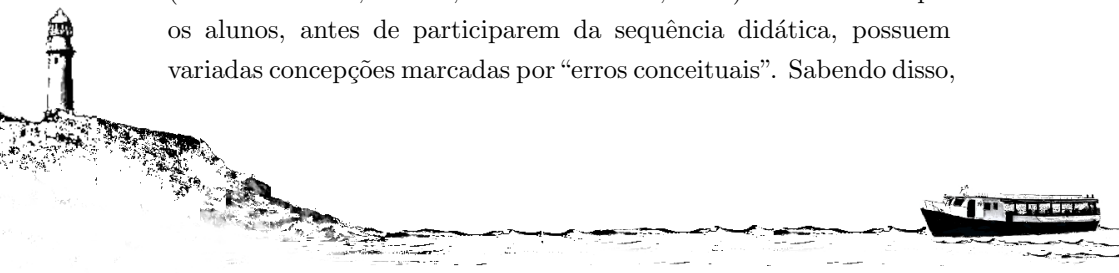 os alunos, antes de participarem da sequência didática, possuem
variadas concepções marcadas por “erros conceituais”. Sabendo disso,